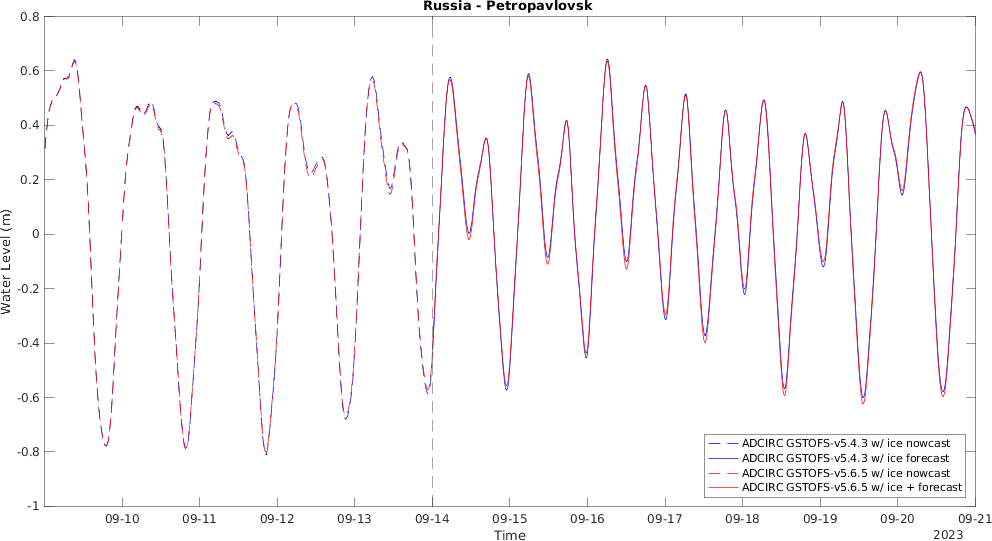 Russia - Petropavlovsk
0.8
0.6
0.4
0.2
0
-0.2
-0.4
-0.6
-0.8
-1
Water Level (m)
ADCIRC GSTOFS-v5.4.3 w/ ice nowcast
ADCIRC GSTOFS-v5.4.3 w/ ice forecast
ADCIRC GSTOFS-v5.6.5 w/ ice nowcast
ADCIRC GSTOFS-v5.6.5 w/ ice + forecast
09-10 09-11 09-12 09-13 09-14 09-15 09-16 09-17 09-18 09-19 09-20 09-21
Time
2023